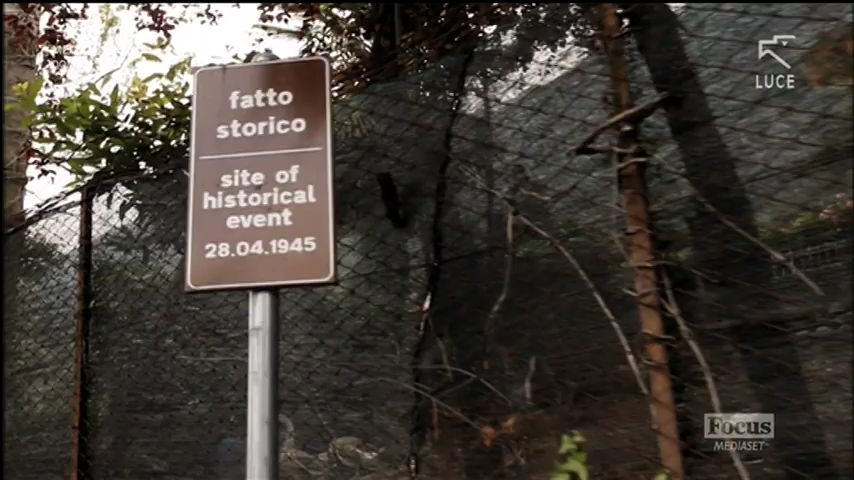 LUCE
fatto
storico
site of
historical
event
28.04.1945
Focus
MEDIASET